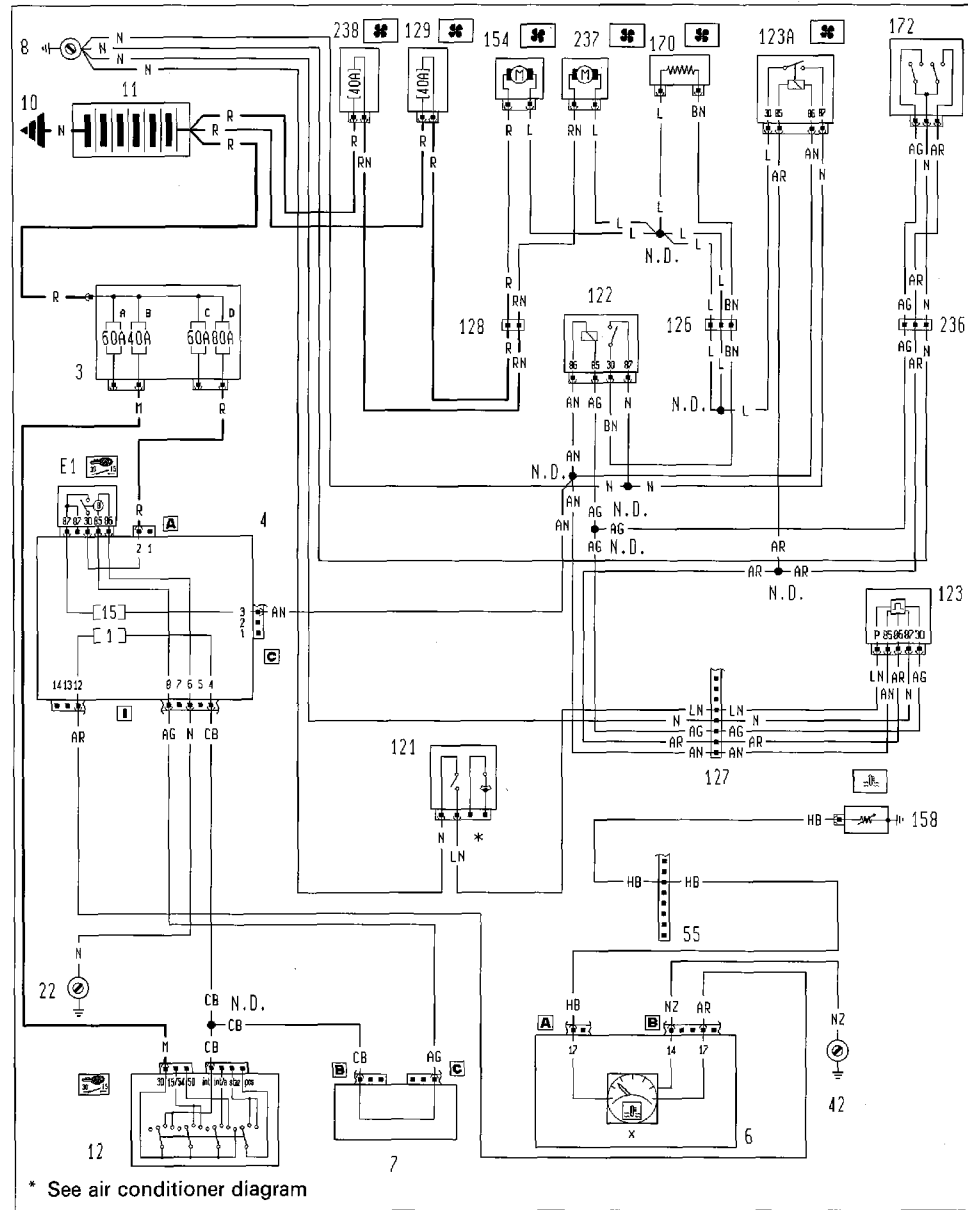 8 238 129 154 237 170 123A 172
N
N
N
10 11
N R R R
40A 40A M M
30 85 86 87
R RN R RN R L RN L L BN L AR AN N AG N AR
L L L L
N.D.
R
A B C D
60A 40A 60A 80A
3
M R
122
86 85 30 87
128 R RN R RN
126 L L BN L L BN
AR AG N 236 AG AR N
AN AG BN N
N.D. L
AN N.D.
N N
AN AN AG N.D.
AG
AG N.D.
AR
AR AR
N.D.
E1
87 87 30 85 86
R
A
2 1
4
15
1
3 AN
2
1
C
14 13 12 8 7 6 5 4
I
AR AG N CB
123
P 85 86 87 30
LN AR AG
AN N
LN LN
N N
AG AG
AR AR
AN AN
127
121
N LN *
HB 158
HB HB
55
N
22
CB N.D.
CB
CB
M
30 15/54 50 int int/a staz pos
12
CB AG
B C
7
HB NZ AR
A B
17 14 17
x
6
NZ
42
* See air conditioner diagram